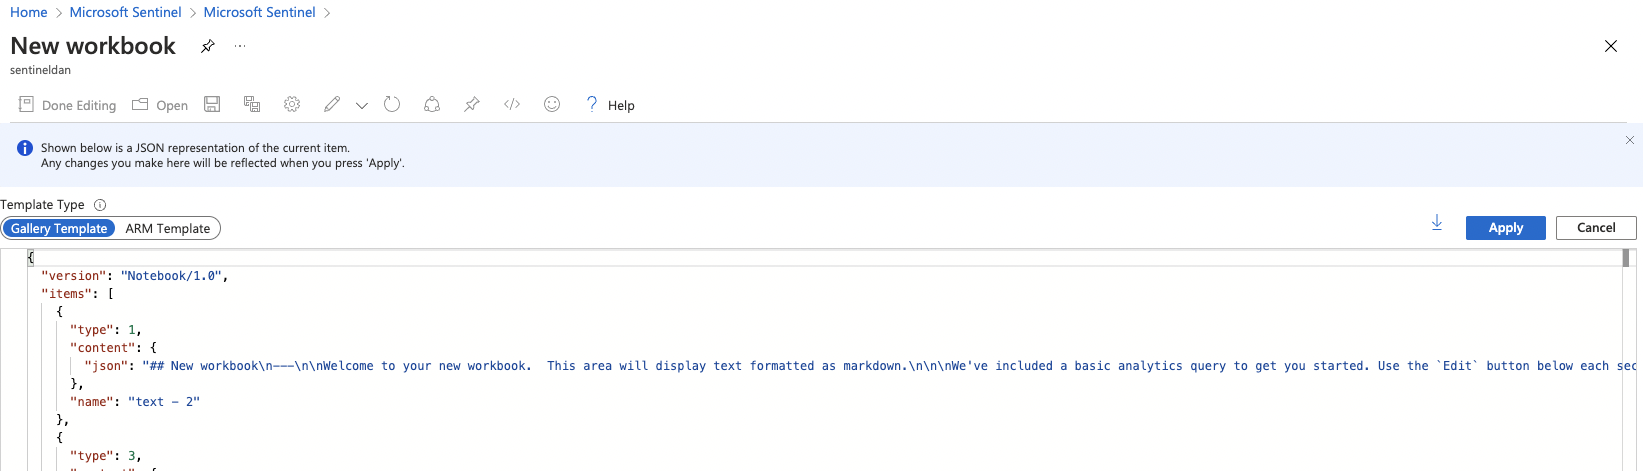 Home > Microsoft Sentinel > Microsoft Sentinel >
New workbook
sentineldan
Done Editing Open Help
Shown below is a JSON representation of the current item.
Any changes you make here will be reflected when you press 'Apply'.
Template Type
Gallery Template ARM Template Apply Cancel
{
"version": "Notebook/1.0",
"items": [
{
"type": 1,
"content": {
"json": "## New workbook\n---\n\nWelcome to your new workbook.  This area will display text formatted as markdown.\n\n\nWe've included a basic analytics query to get you started. Use the `Edit` button below each sec
},
"name": "text - 2"
},
{
"type": 3,